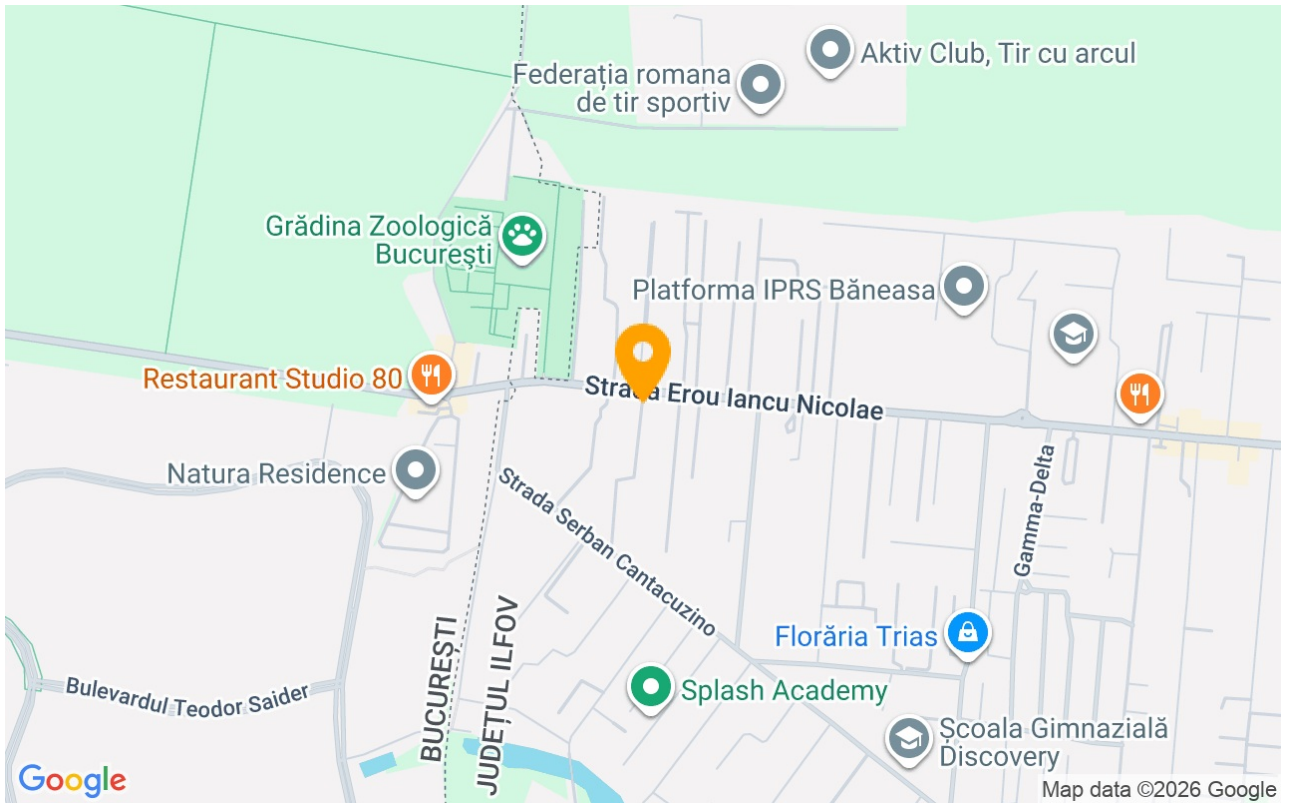 Aktiv Club, Tir cu arcul
Federația romana
de tir sportiv
Grădina Zoologică
Bucureşti
Platforma IPRS Băneasa
Restaurant Studio 80
Strada Erou Iancu Nicolae
Natura Residence
Strada Serban Cantacuzino
Gamma-Delta
BUCUREȘTI
JUDEȚUL ILFOV
Florăria Trias
Bulevardul Teodor Saider
Splash Academy
Școala Gimnazială
Discovery
Google
Map data ©2026 Google